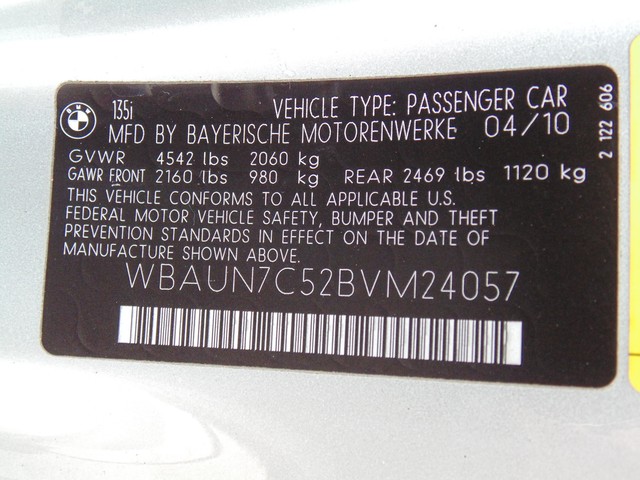 BMW
135i VEHICLE TYPE: PASSENGER CAR
MFD BY BAYERISCHE MOTORENWERKE 04/10
GVWR 4542 lbs 2060 kg
GAWR FRONT 2160 lbs 980 kg REAR 2469 lbs 1120 kg
THIS VEHICLE CONFORMS TO ALL APPLICABLE U.S.
FEDERAL MOTOR VEHICLE SAFETY, BUMPER AND THEFT
PREVENTION STANDARDS IN EFFECT ON THE DATE OF
MANUFACTURE SHOWN ABOVE:
WBAUN7C52BVM24057
2 122 606